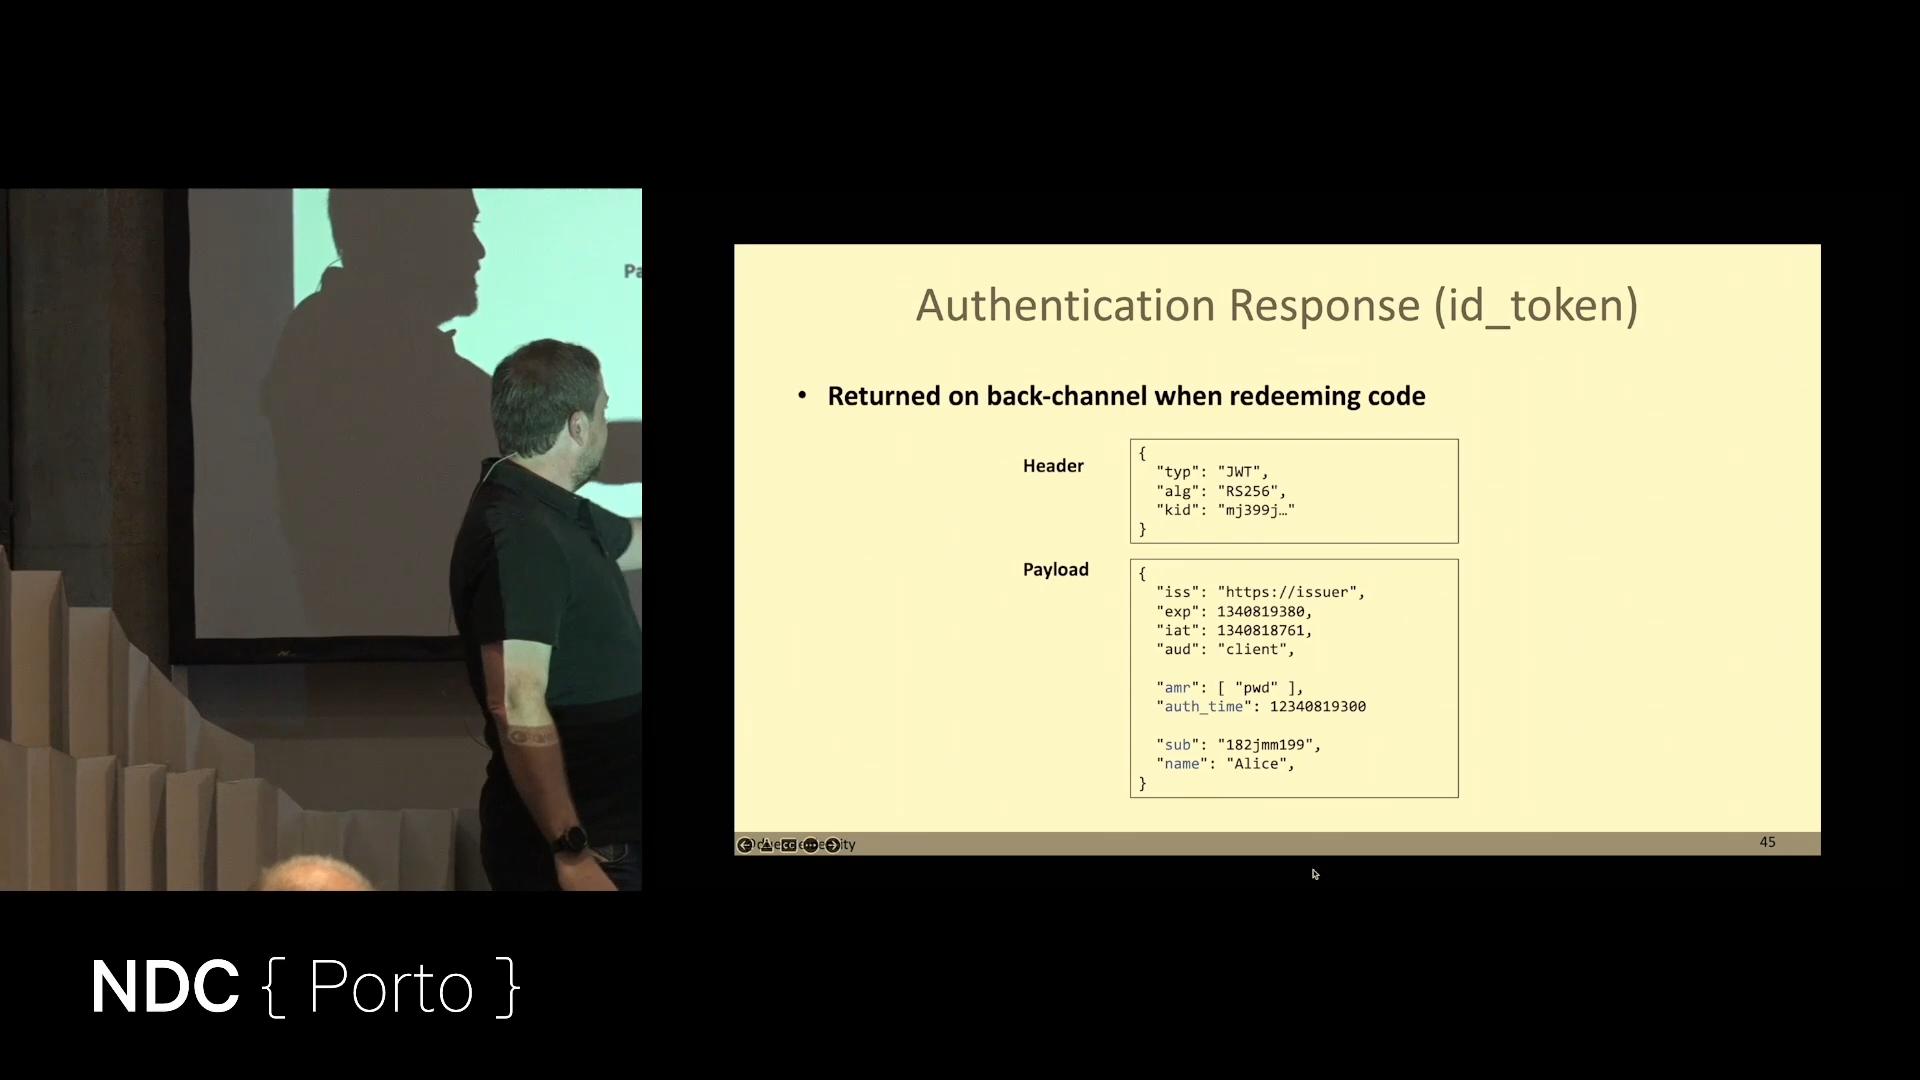 Pa
Authentication Response (id_token)
• Returned on back-channel when redeeming code
Header
{
"typ": "JWT",
"alg": "RS256",
"kid": "mj399j…"
}
Payload
{
"iss": "https://issuer",
"exp": 1340819380,
"iat": 1340818761,
"aud": "client",
"amr": [ "pwd" ],
"auth_time": 12340819300
"sub": "182jmm199",
"name": "Alice",
}
45
NDC { Porto }